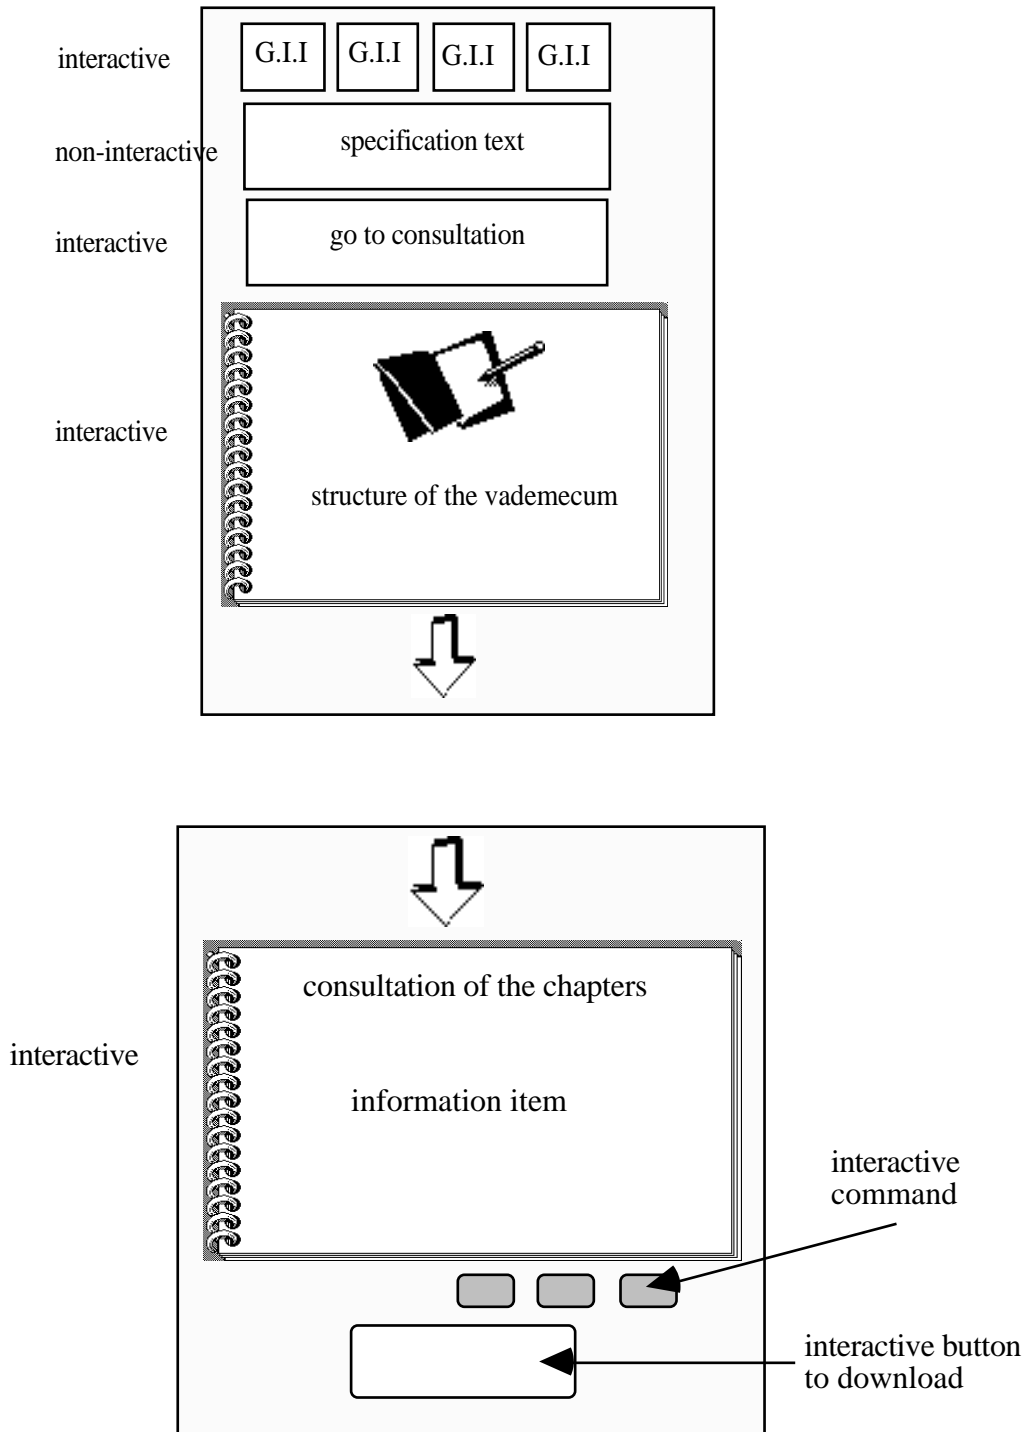 interactive
G.I.I G.I.I G.I.I G.I.I
non-interactive
specification text
interactive
go to consultation
interactive
structure of the vademecum
consultation of the chapters
interactive
information item
interactive
command
interactive button
to download